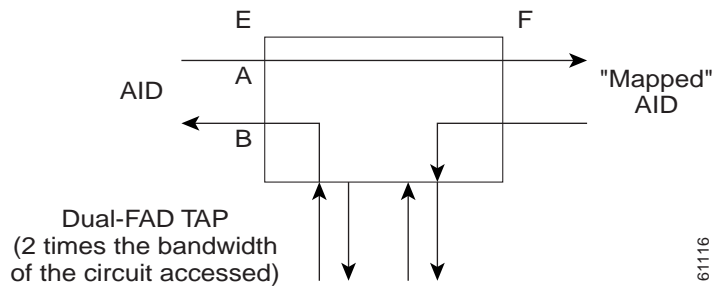 E
F
A
AID
"Mapped"
AID
B
Dual-FAD TAP
(2 times the bandwidth
of the circuit accessed)
61116